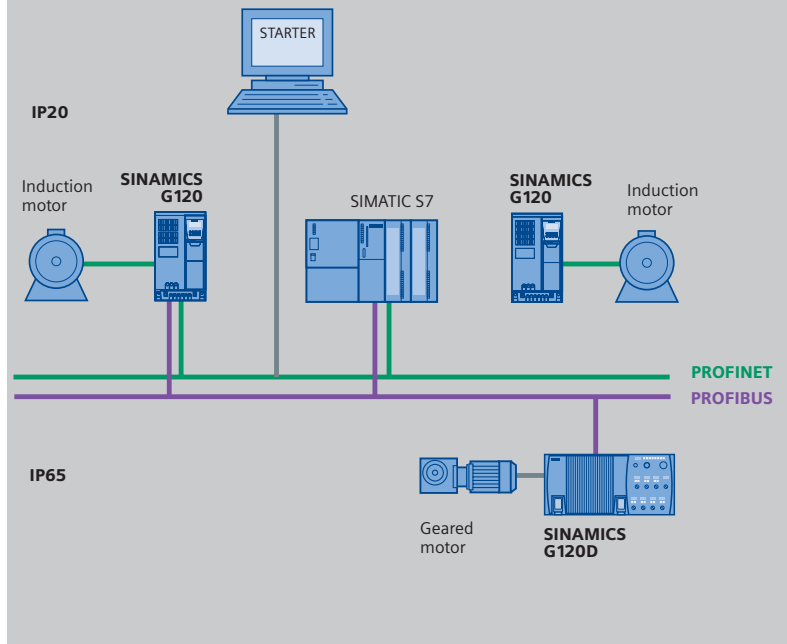 STARTER
IP20
Induction
motor
SINAMICS
G120
SIMATIC S7
SINAMICS
G120
Induction
motor
PROFINET
PROFIBUS
IP65
Geared
motor
SINAMICS
G120D